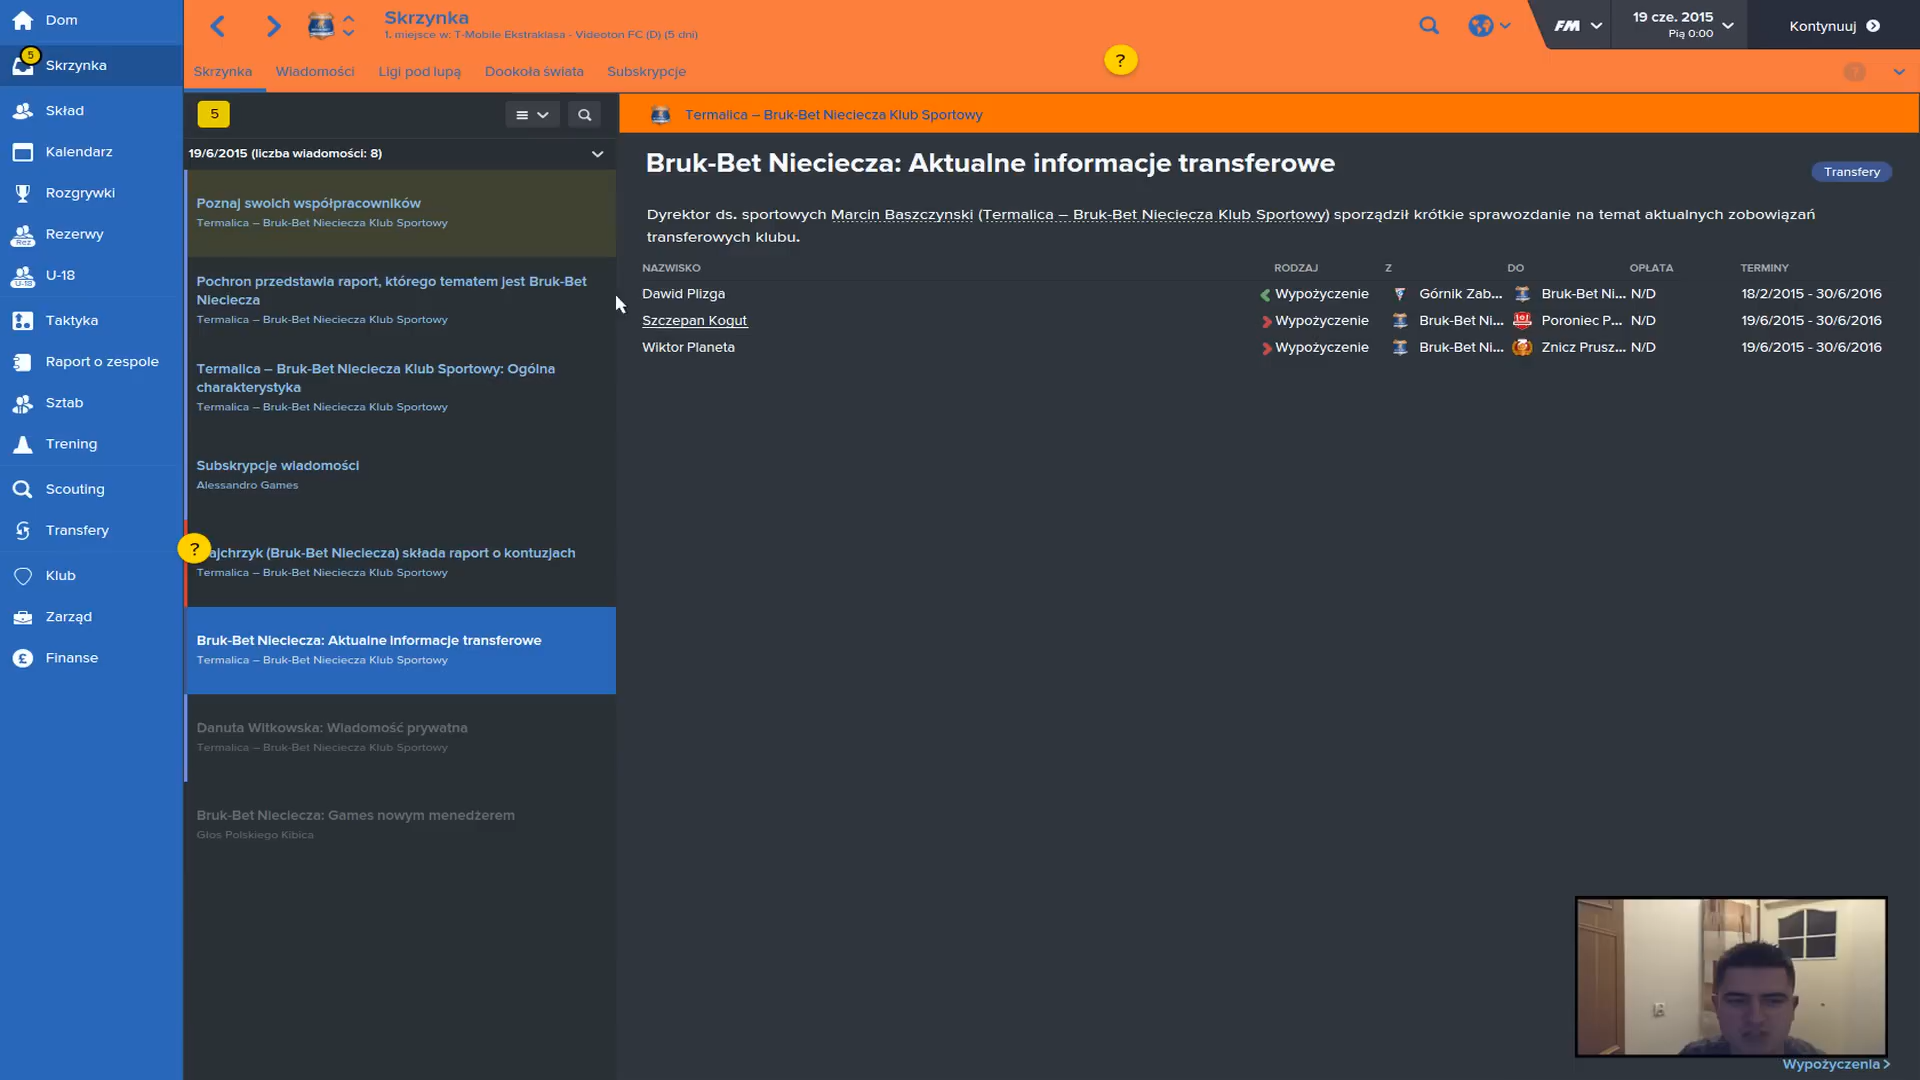 Dom
5
Skrzynka
Skład
Kalendarz
Rozgrywki
Rez
Rezerwy
U-18
U-18
Taktyka
Raport o zespole
Sztab
Trening
Scouting
Transfery
Klub
Zarząd
£
Finanse
Skrzynka
1. miejsce w: T-Mobile Ekstraklasa - Videoton FC (D) (5 dni)
FM
19 cze. 2015
Pią 0:00
Kontynuuj
Skrzynka Wiadomości Ligi pod lupą Dookoła świata Subskrypcje
?
?
5
19/6/2015 (liczba wiadomości: 8)
Poznaj swoich współpracowników
Termalica – Bruk-Bet Nieciecza Klub Sportowy
Pochron przedstawia raport, którego tematem jest Bruk-Bet
Nieciecza
Termalica – Bruk-Bet Nieciecza Klub Sportowy
Termalica – Bruk-Bet Nieciecza Klub Sportowy: Ogólna
charakterystyka
Termalica – Bruk-Bet Nieciecza Klub Sportowy
Subskrypcje wiadomości
Alessandro Games
?
ajchrzyk (Bruk-Bet Nieciecza) składa raport o kontuzjach
Termalica – Bruk-Bet Nieciecza Klub Sportowy
Bruk-Bet Nieciecza: Aktualne informacje transferowe
Termalica – Bruk-Bet Nieciecza Klub Sportowy
Danuta Witkowska: Wiadomość prywatna
Termalica – Bruk-Bet Nieciecza Klub Sportowy
Bruk-Bet Nieciecza: Games nowym menedżerem
Głos Polskiego Kibica
Termalica – Bruk-Bet Nieciecza Klub Sportowy
Bruk-Bet Nieciecza: Aktualne informacje transferowe
Transfery
Dyrektor ds. sportowych Marcin Baszczynski (Termalica – Bruk-Bet Nieciecza Klub Sportowy) sporządził krótkie sprawozdanie na temat aktualnych zobowiązań
transferowych klubu.
NAZWISKO RODZAJ Z DO OPŁATA TERMINY
Dawid Plizga Wypożyczenie Górnik Zab... Bruk-Bet Ni... N/D 18/2/2015 - 30/6/2016
Szczepan Kogut Wypożyczenie Bruk-Bet Ni... Poroniec P... N/D 19/6/2015 - 30/6/2016
Wiktor Planeta Wypożyczenie Bruk-Bet Ni... Znicz Prusz... N/D 19/6/2015 - 30/6/2016
Wypożyczenia